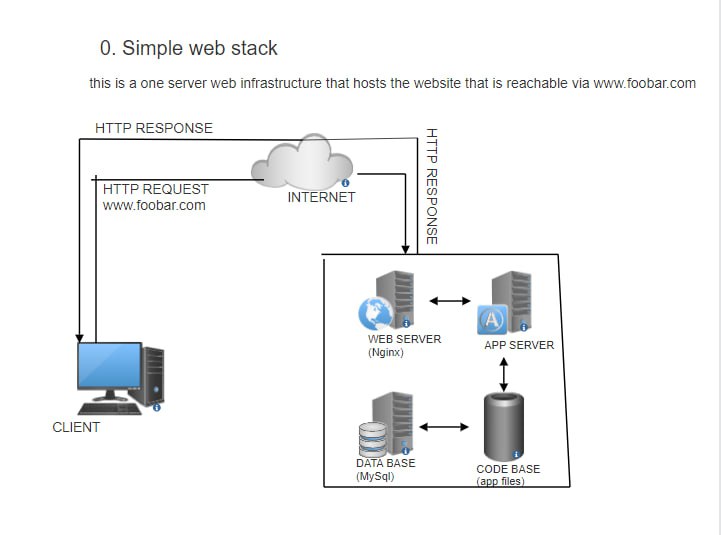 0. Simple web stack
this is a one server web infrastructure that hosts the website that is reachable via www.foobar.com
HTTP RESPONSE
HTTP REQUEST
www.foobar.com
INTERNET
HTTP RESPONSE
WEB SERVER
(Nginx)
APP SERVER
CLIENT
DATA BASE
(MySql)
CODE BASE
(app files)